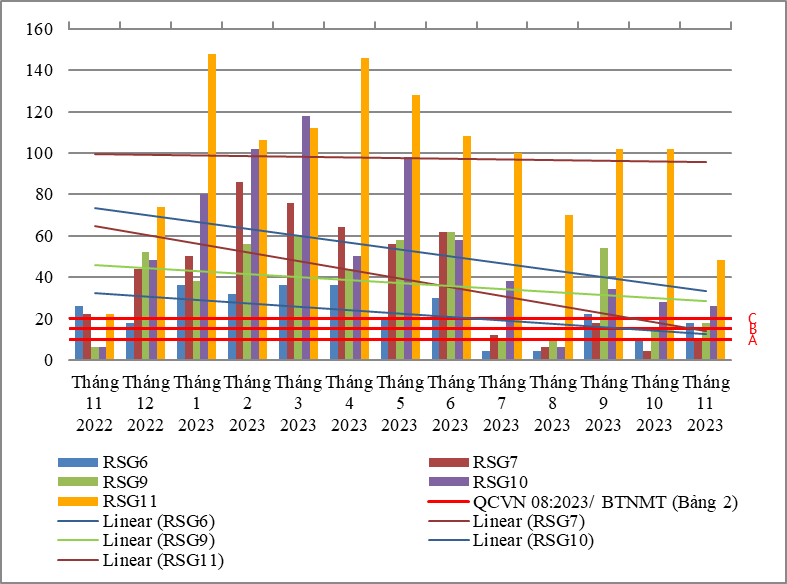 160
140
120
100
80
60
40
20
0
C
B
A
Tháng 11 2022
Tháng 12 2022
Tháng 1 2023
Tháng 2 2023
Tháng 3 2023
Tháng 4 2023
Tháng 5 2023
Tháng 6 2023
Tháng 7 2023
Tháng 8 2023
Tháng 9 2023
Tháng 10 2023
Tháng 11 2023
RSG6
RSG7
RSG9
RSG10
RSG11
QCVN 08:2023/ BTNMT (Bảng 2)
Linear (RSG6)
Linear (RSG7)
Linear (RSG9)
Linear (RSG10)
Linear (RSG11)